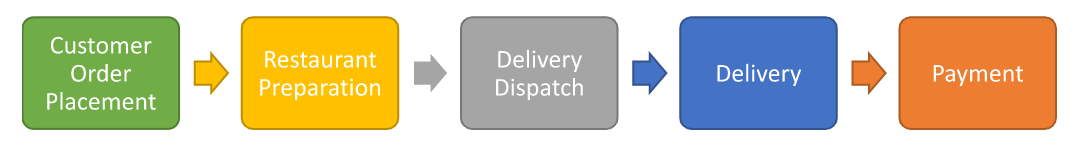 Customer
Order
Placement
Restaurant
Preparation
Delivery
Dispatch
Delivery
Payment